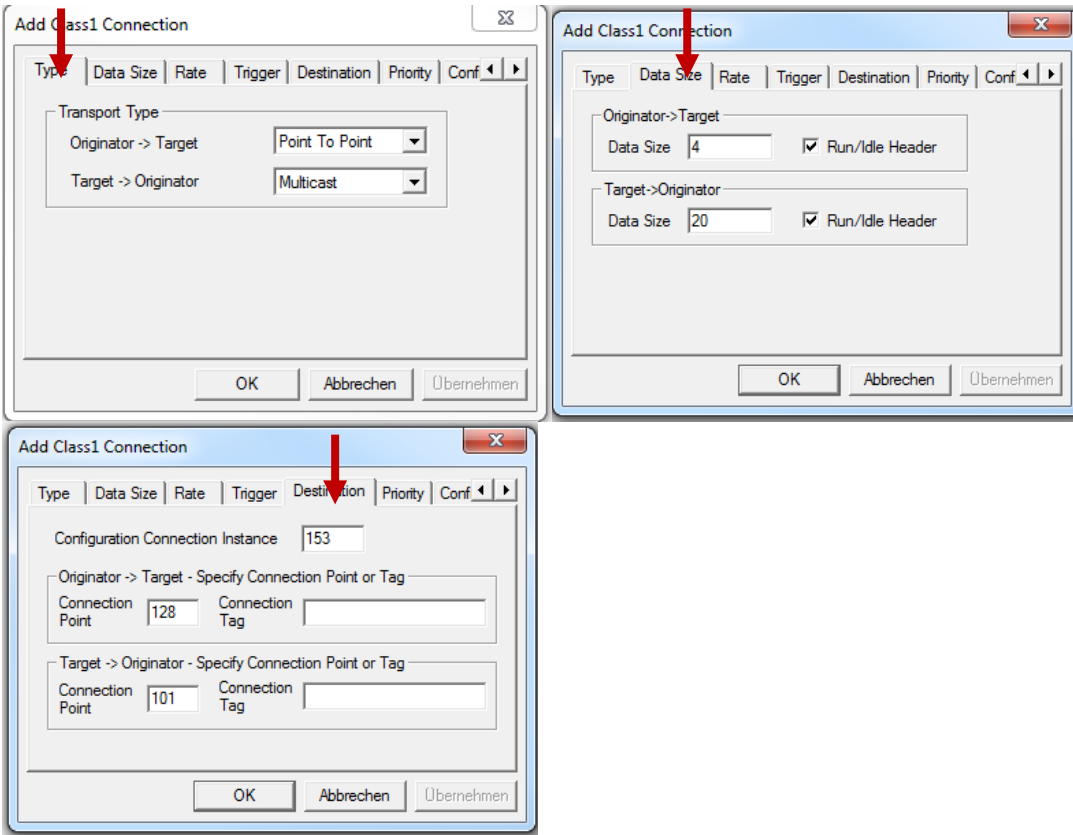 Add Class1 Connection
Type Data Size Rate Trigger Destination Priority Conf
Transport Type
Originator -> Target Point To Point
Target -> Originator Multicast
OK Abbrechen Übernehmen
Add Class1 Connection
Type Data Size Rate Trigger Destination Priority Conf
Originator->Target
Data Size 4 Run/Idle Header
Target->Originator
Data Size 20 Run/Idle Header
OK Abbrechen Übernehmen
Add Class1 Connection
Type Data Size Rate Trigger Destination Priority Conf
Configuration Connection Instance 153
Originator -> Target - Specify Connection Point or Tag
Connection Point 128 Connection Tag
Target -> Originator - Specify Connection Point or Tag
Connection Point 101 Connection Tag
OK Abbrechen Übernehmen